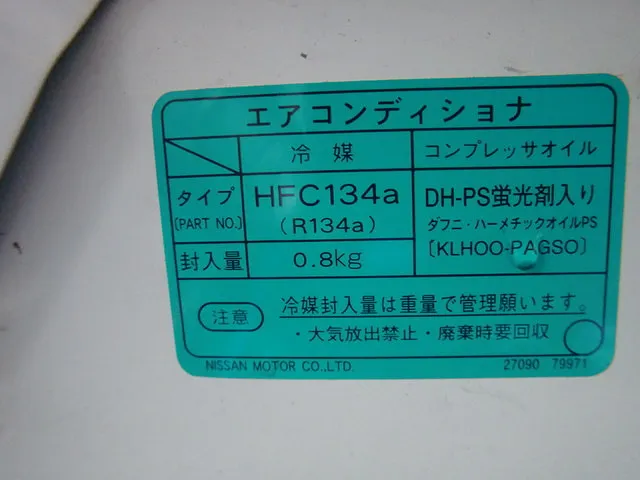 エアコンディショナ
冷媒 コンプレッサオイル
タイプ HFC134a DH-PS蛍光剤入り
(PART NO.) (R134a) ダフニ・ハーメチックオイルPS
封入量 0.8kg 〔KLHOO-PAGSO〕
注意 冷媒封入量は重量で管理願います。
・大気放出禁止・廃棄時要回収
NISSAN MOTOR CO.,LTD. 27090 79971